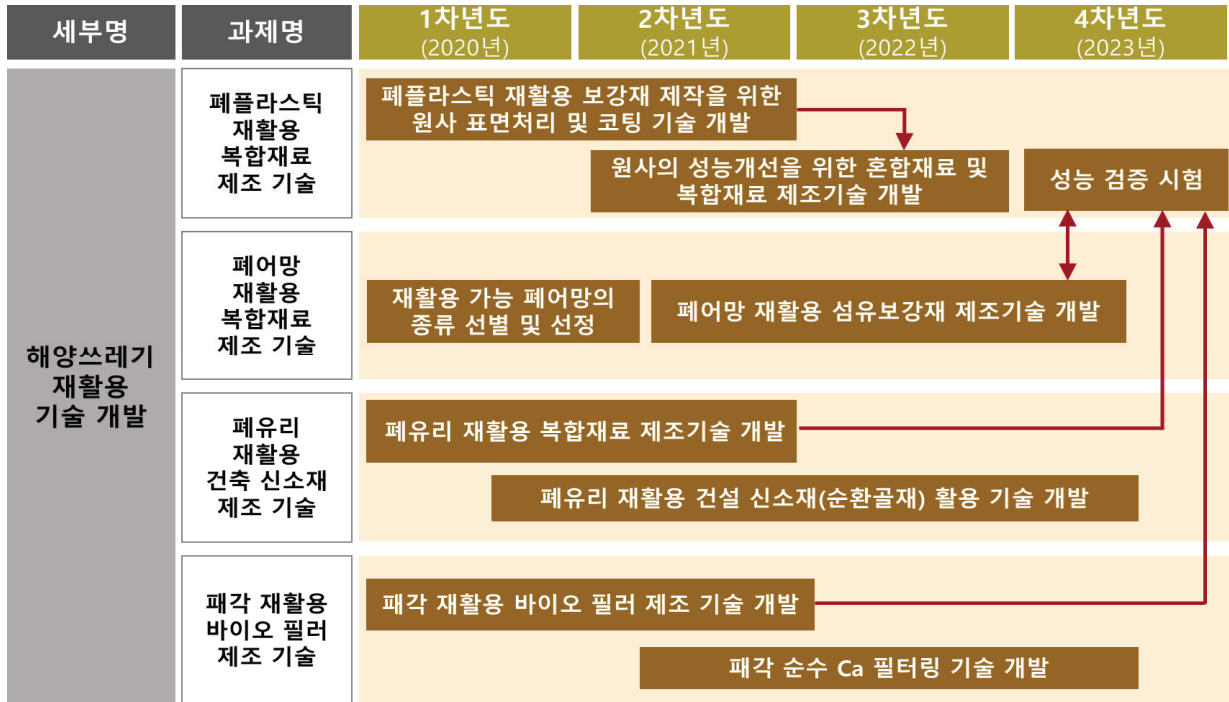 세부명
과제명
1차년도
(2020년)
2차년도
(2021년)
3차년도
(2022년)
4차년도
(2023년)
해양쓰레기
재활용
기술 개발
폐플라스틱
재활용
복합재료
제조 기술
폐플라스틱 재활용 보강재 제작을 위한
원사 표면처리 및 코팅 기술 개발
원사의 성능개선을 위한 혼합재료 및
복합재료 제조기술 개발
성능 검증 시험
폐어망
재활용
복합재료
제조 기술
재활용 가능 폐어망의
종류 선별 및 선정
폐어망 재활용 섬유보강재 제조기술 개발
폐유리
재활용
건축 신소재
제조 기술
폐유리 재활용 복합재료 제조기술 개발
폐유리 재활용 건설 신소재(순환골재) 활용 기술 개발
패각 재활용
바이오 필러
제조 기술
패각 재활용 바이오 필러 제조 기술 개발
패각 순수 Ca 필터링 기술 개발